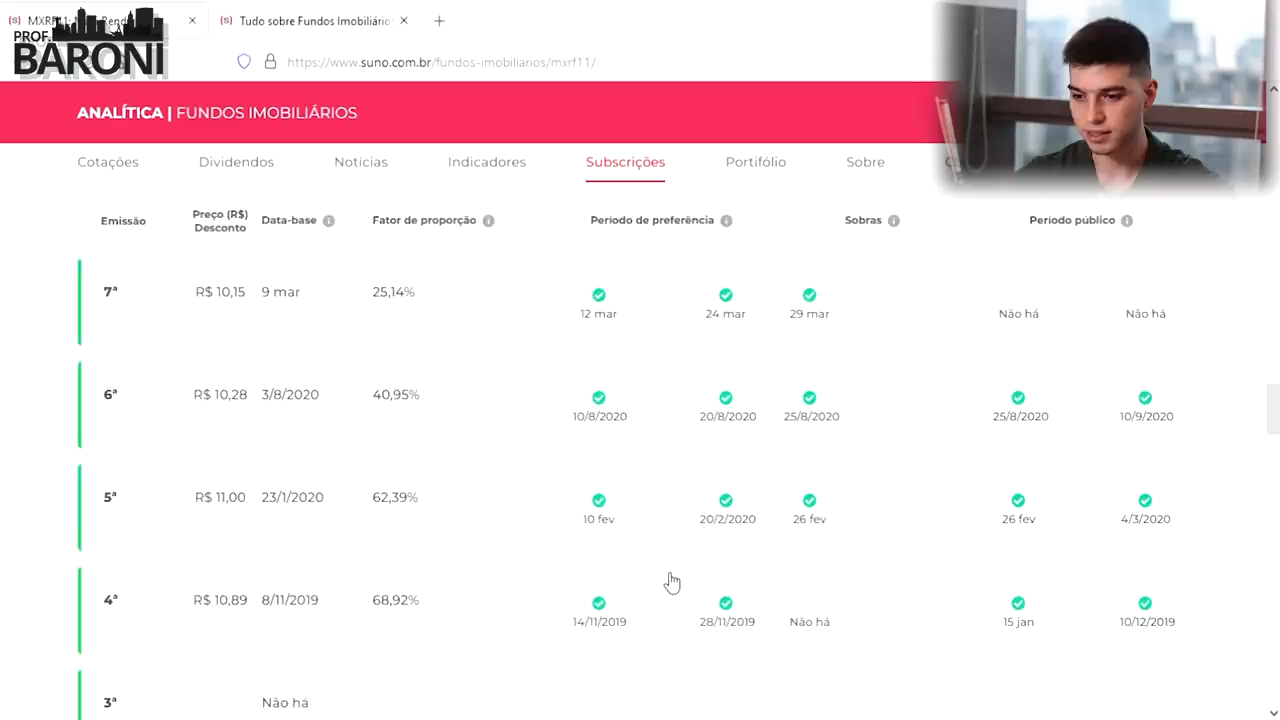 (s) MXRF11: M Rend ×
(s) Tudo sobre Fundos Imobiliário × +
PROF.
BARONI
https://www.suno.com.br/fundos-imobiliarios/mxrf11/
ANALÍTICA | FUNDOS IMOBILIÁRIOS
Cotações Dividendos Notícias Indicadores Subscrições Portifólio Sobre
Emissão Preço (R$) Desconto Data-base Fator de proporção Período de preferência Sobras Período público
7ª R$ 10,15 9 mar 25,14% 12 mar 24 mar 29 mar Não há Não há
6ª R$ 10,28 3/8/2020 40,95% 10/8/2020 20/8/2020 25/8/2020 25/8/2020 10/9/2020
5ª R$ 11,00 23/1/2020 62,39% 10 fev 20/2/2020 26 fev 26 fev 4/3/2020
4ª R$ 10,89 8/11/2019 68,92% 14/11/2019 28/11/2019 Não há 15 jan 10/12/2019
3ª Não há